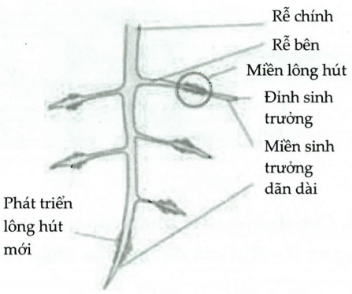 Rễ chính
Rễ bên
Miền lông hút
Đỉnh sinh
trưởng
Miền sinh
trưởng
dãn dài
Phát triển
lông hút
mới